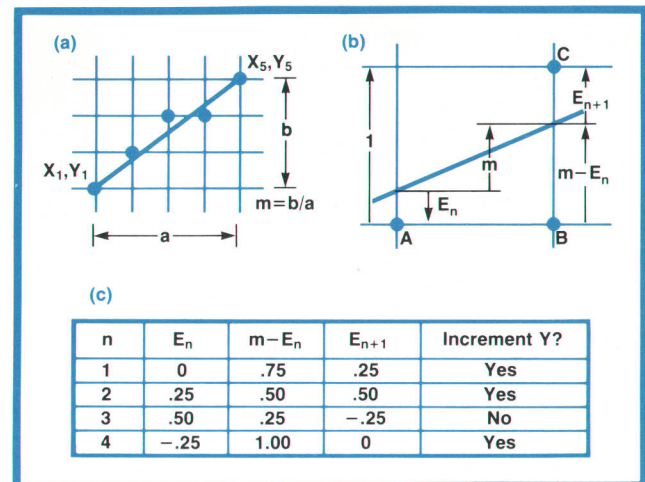 (a)
X5,Y5
b
X1,Y1
m=b/a
a
(b)
C
1
En+1
m
m−En
En
A
B
(c)
n En m−En En+1 Increment Y?
1 0 .75 .25 Yes
2 .25 .50 .50 Yes
3 .50 .25 −.25 No
4 −.25 1.00 0 Yes